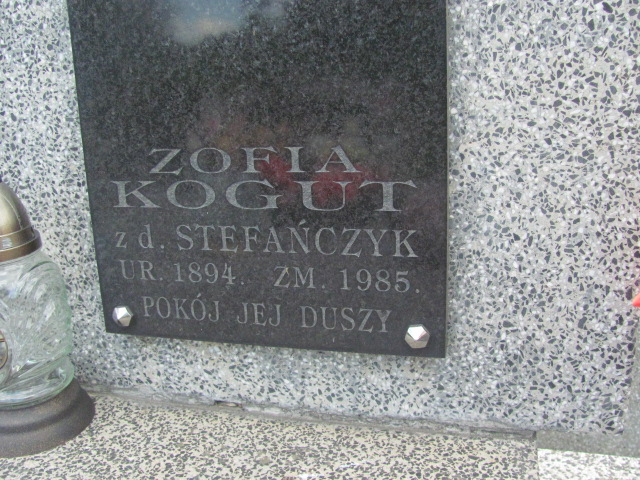 ZOFIA
KOGUT
z d. STEFAŃCZYK
UR. 1894. ZM. 1985.
POKÓJ JEJ DUSZY